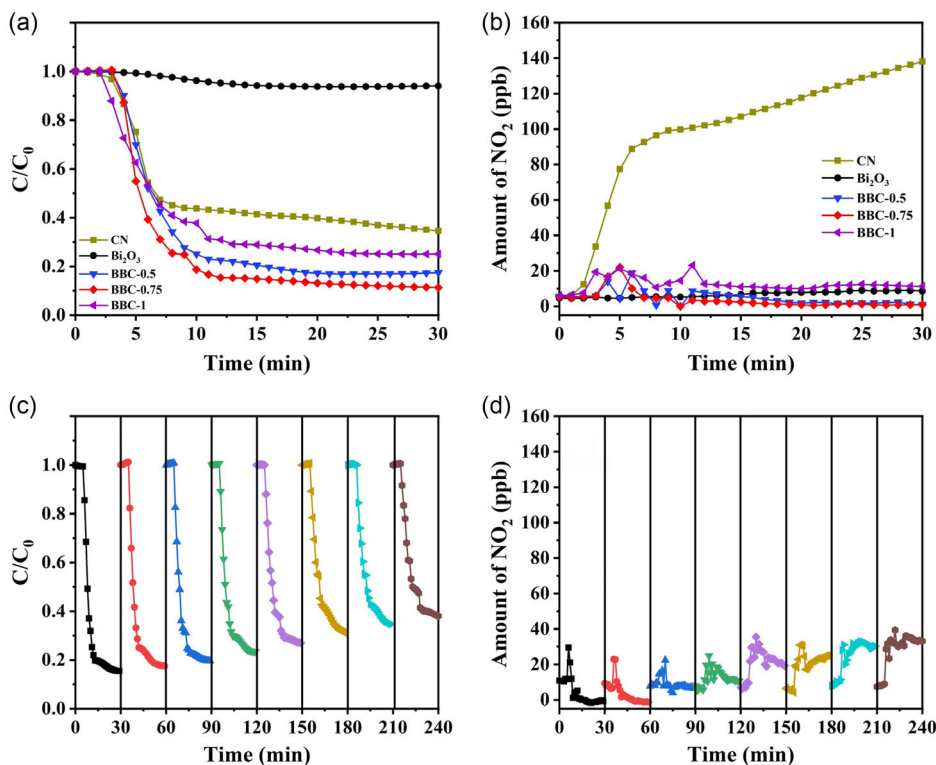 (a)
C/C0
1.0
0.8
0.6
0.4
0.2
0.0
CN
Bi2O3
BBC-0.5
BBC-0.75
BBC-1
0 5 10 15 20 25 30
Time (min)
(b)
Amount of NO2 (ppb)
160
140
120
100
80
60
40
20
0
CN
Bi2O3
BBC-0.5
BBC-0.75
BBC-1
0 5 10 15 20 25 30
Time (min)
(c)
C/C0
1.0
0.8
0.6
0.4
0.2
0.0
0 30 60 90 120 150 180 210 240
Time (min)
(d)
Amount of NO2 (ppb)
160
140
120
100
80
60
40
20
0
0 30 60 90 120 150 180 210 240
Time (min)